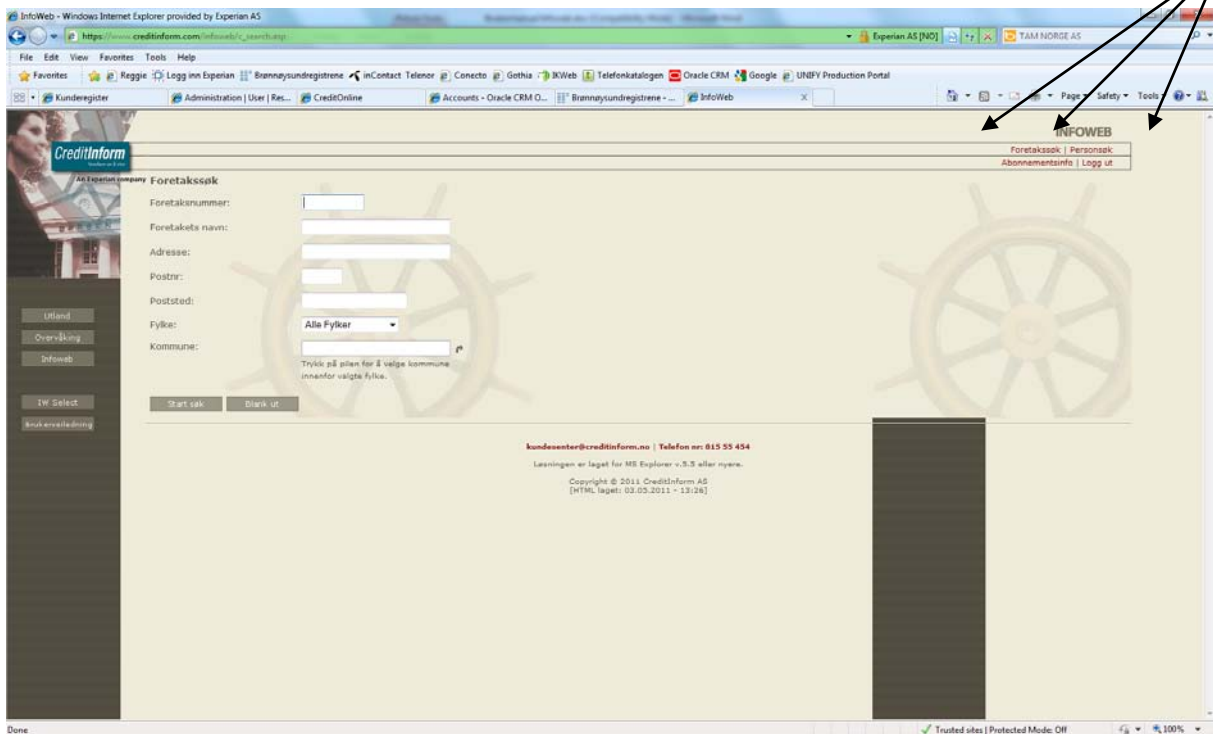 InfoWeb - Windows Internet Explorer provided by Experian AS
https://www.creditinform.com/infoweb/c_search.asp
Experian AS [NO]
TAM NORGE AS
File Edit View Favorites Tools Help
Favorites Reggie Logg inn Experian Brønnøysundregistrene inContact Telenor Conecto Gothia IKWeb Telefonkatalogen Oracle CRM Google UNIFY Production Portal
Kunderegister Administration | User | Res... CreditOnline Accounts - Oracle CRM O... Brønnøysundregistrene - ... InfoWeb X Page Safety Tools
INFOWEB
CreditInform
Foretakssøk | Personsøk
Abonnementsinfo | Logg ut
An Experian company
Foretakssøk
Foretaksnummer:
Foretakets navn:
Adresse:
Postnr:
Poststed:
Fylke: Alle Fylker
Kommune:
Trykk på pilen for å velge kommune
innenfor valgte fylke.
Start søk Blank ut
Utland
Overvåking
Infoweb
IW Select
Brukerveiledning
kundesenter@creditinform.no | Telefon nr: 815 55 454
Løsningen er laget for MS Explorer v.5.5 eller nyere.
Copyright © 2011 CreditInform AS
[HTML laget: 03.05.2011 - 13:26]
Done
Trusted sites | Protected Mode: Off
100%